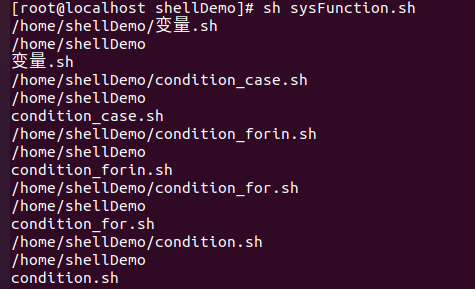 [root@localhost shellDemo]# sh sysFunction.sh
/home/shellDemo/变量.sh
/home/shellDemo
变量.sh
/home/shellDemo/condition_case.sh
/home/shellDemo
condition_case.sh
/home/shellDemo/condition_forin.sh
/home/shellDemo
condition_forin.sh
/home/shellDemo/condition_for.sh
/home/shellDemo
condition_for.sh
/home/shellDemo/condition.sh
/home/shellDemo
condition.sh